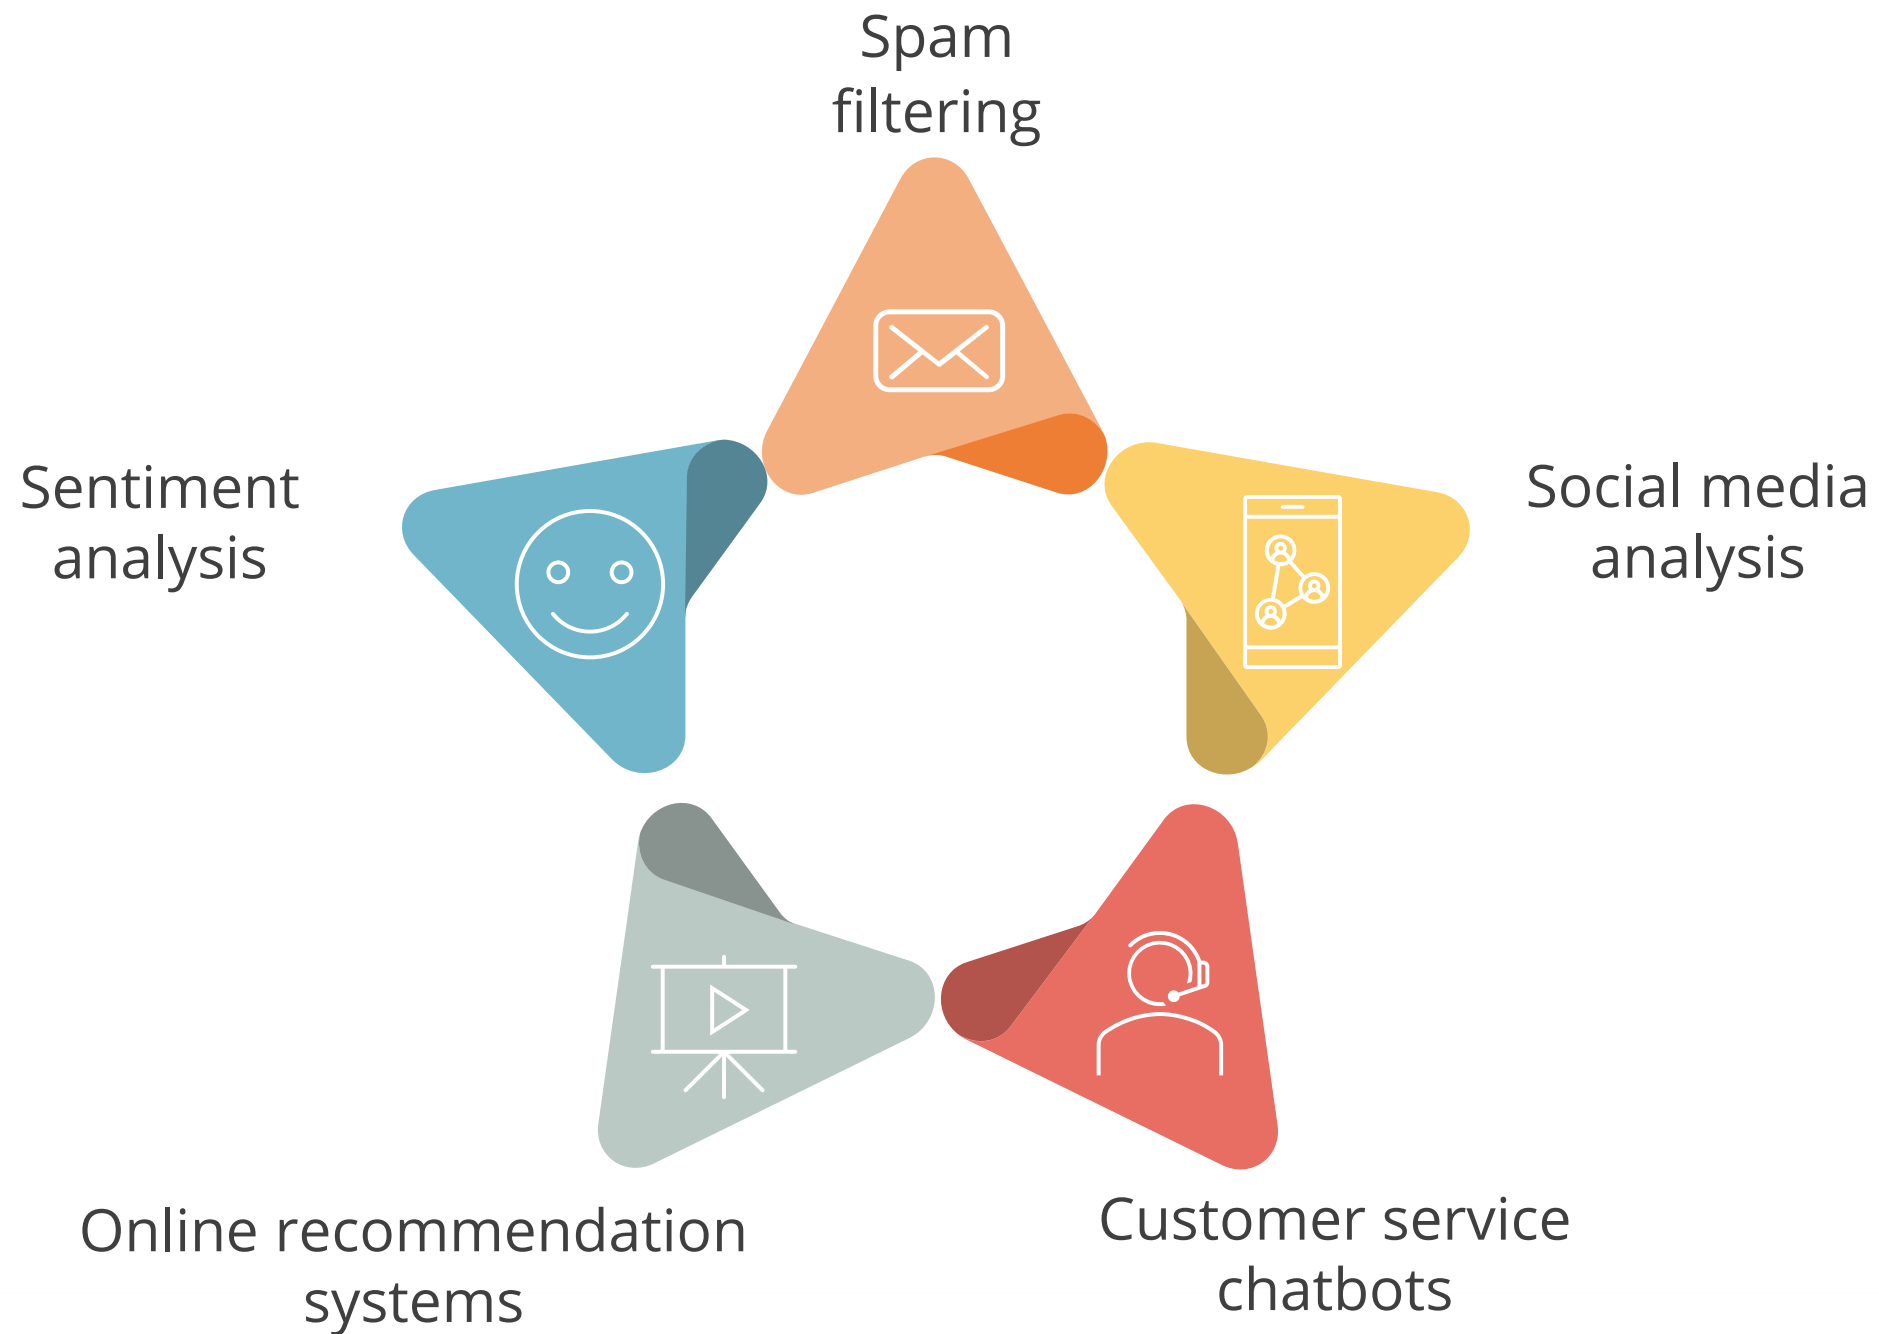 Spam
filtering
Sentiment
analysis
Social media
analysis
Online recommendation
systems
Customer service
chatbots